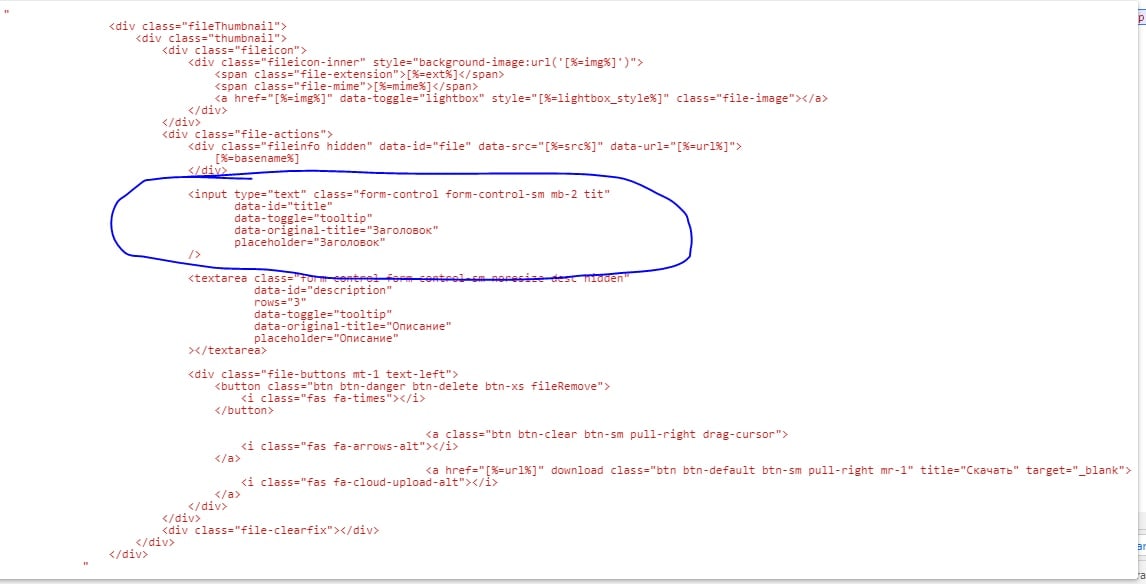 "
<div class="fileThumbnail">
<div class="thumbnail">
<div class="fileicon">
<div class="fileicon-inner" style="background-image:url('[%=img%]')">
<span class="file-extension">[%=ext%]</span>
<span class="file-mime">[%=mime%]</span>
<a href="[%=img%]" data-toggle="lightbox" style="[%=lightbox_style%]" class="file-image"></a>
</div>
</div>
<div class="file-actions">
<div class="fileinfo hidden" data-id="file" data-src="[%=src%]" data-url="[%=url%]">
[%=basename%]
</div>
<input type="text" class="form-control form-control-sm mb-2 tit"
data-id="title"
data-toggle="tooltip"
data-original-title="Заголовок"
placeholder="Заголовок"
/>
<textarea class="form-control form-control-sm noresize desc hidden"
data-id="description"
rows="3"
data-toggle="tooltip"
data-original-title="Описание"
placeholder="Описание"
></textarea>
<div class="file-buttons mt-1 text-left">
<button class="btn btn-danger btn-delete btn-xs fileRemove">
<i class="fas fa-times"></i>
</button>
<a class="btn btn-clear btn-sm pull-right drag-cursor">
<i class="fas fa-arrows-alt"></i>
</a>
<a href="[%=url%]" download class="btn btn-default btn-sm pull-right mr-1" title="Скачать" target="_blank">
<i class="fas fa-cloud-upload-alt"></i>
</a>
</div>
</div>
<div class="file-clearfix"></div>
</div>
</div>
"